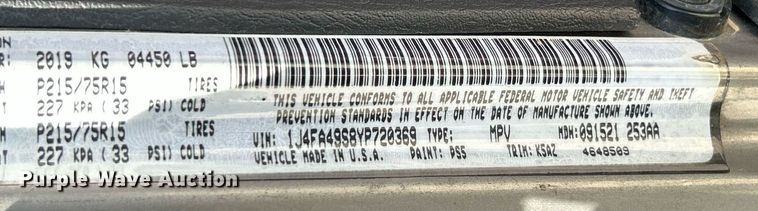 ON
R: 2019 KG 04450 LB
H P215/75R15 TIRES
227 KPA ( 33 PSI) COLD
H P215/75R15 TIRES
227 KPA ( 33 PSI) COLD
THIS VEHICLE CONFORMS TO ALL APPLICABLE FEDERAL MOTOR VEHICLE SAFETY AND THEFT
PREVENTION STANDARDS IN EFFECT ON THE DATE OF MANUFACTURE SHOWN ABOVE.
VIN: 1J4FA49S8YP720369 TYPE: MPV MDH: 091521 253AA
VEHICLE MADE IN U.S.A. PAINT: PS5 TRIM: K5AZ 4648509
Purple Wave Auction